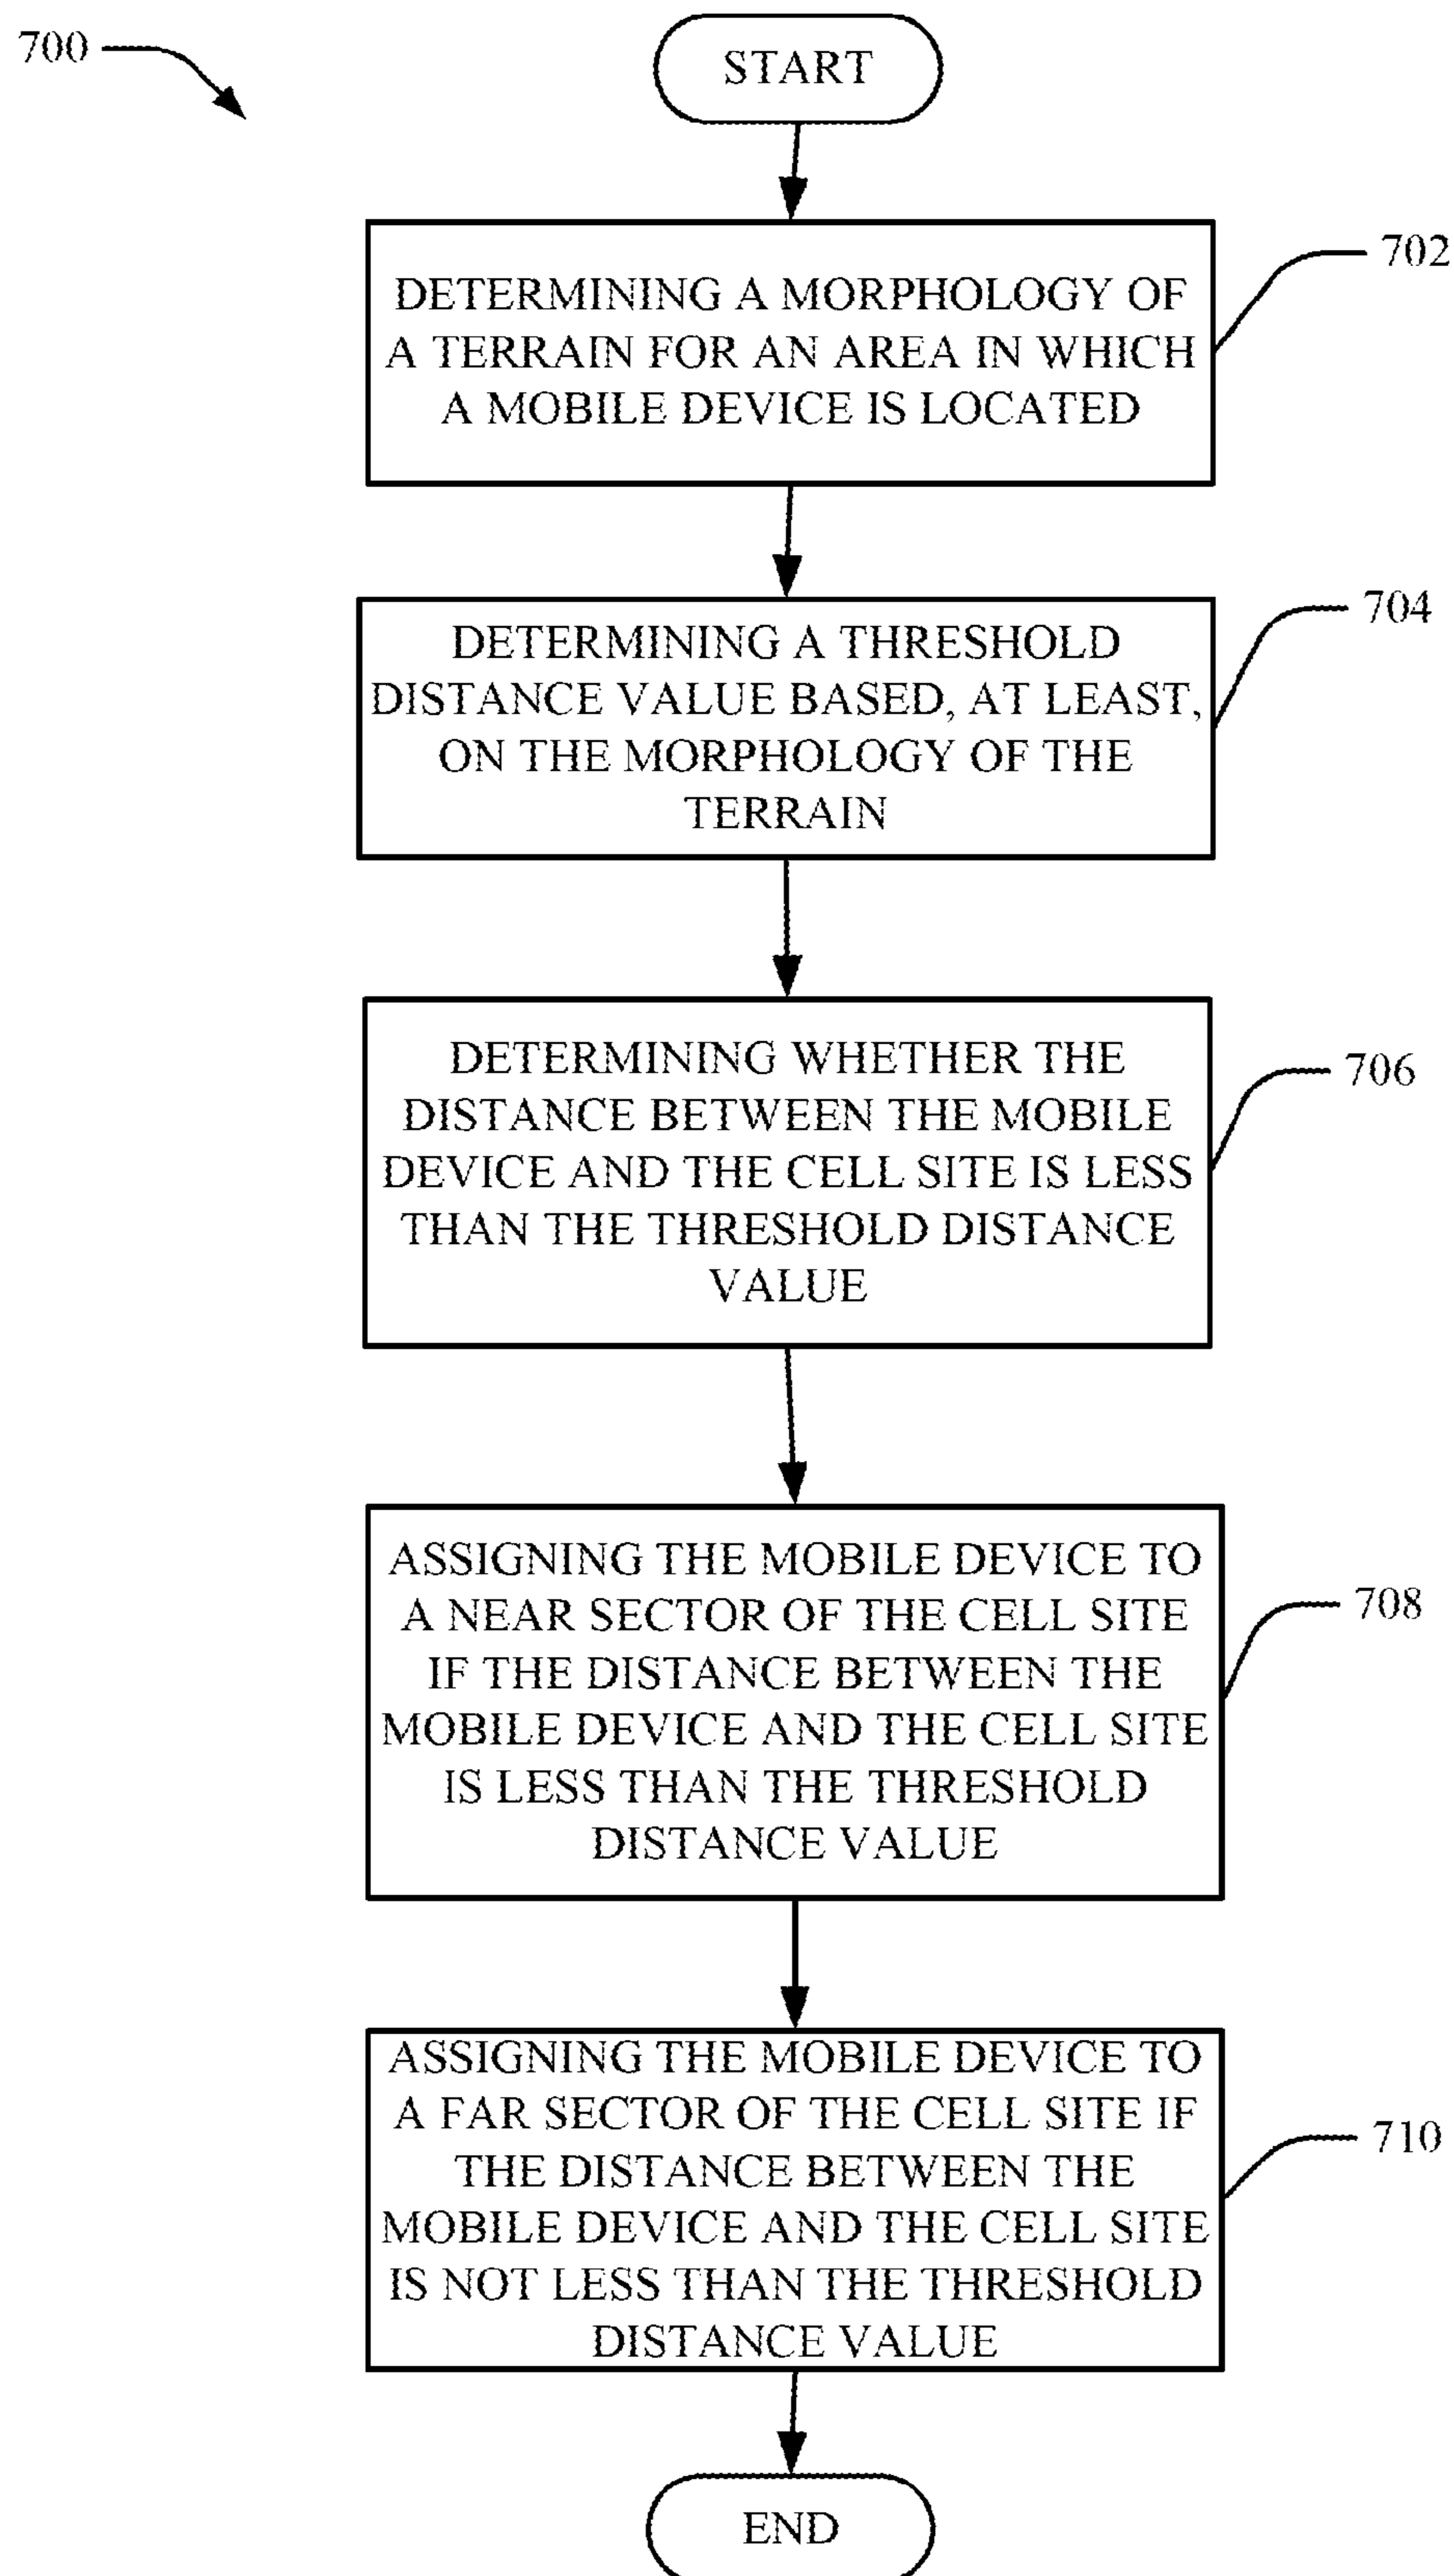 700
START
702
DETERMINING A MORPHOLOGY OF
A TERRAIN FOR AN AREA IN WHICH
A MOBILE DEVICE IS LOCATED
704
DETERMINING A THRESHOLD
DISTANCE VALUE BASED, AT LEAST,
ON THE MORPHOLOGY OF THE
TERRAIN
706
DETERMINING WHETHER THE
DISTANCE BETWEEN THE MOBILE
DEVICE AND THE CELL SITE IS LESS
THAN THE THRESHOLD DISTANCE
VALUE
708
ASSIGNING THE MOBILE DEVICE TO
A NEAR SECTOR OF THE CELL SITE
IF THE DISTANCE BETWEEN THE
MOBILE DEVICE AND THE CELL SITE
IS LESS THAN THE THRESHOLD
DISTANCE VALUE
710
ASSIGNING THE MOBILE DEVICE TO
A FAR SECTOR OF THE CELL SITE IF
THE DISTANCE BETWEEN THE
MOBILE DEVICE AND THE CELL SITE
IS NOT LESS THAN THE THRESHOLD
DISTANCE VALUE
END